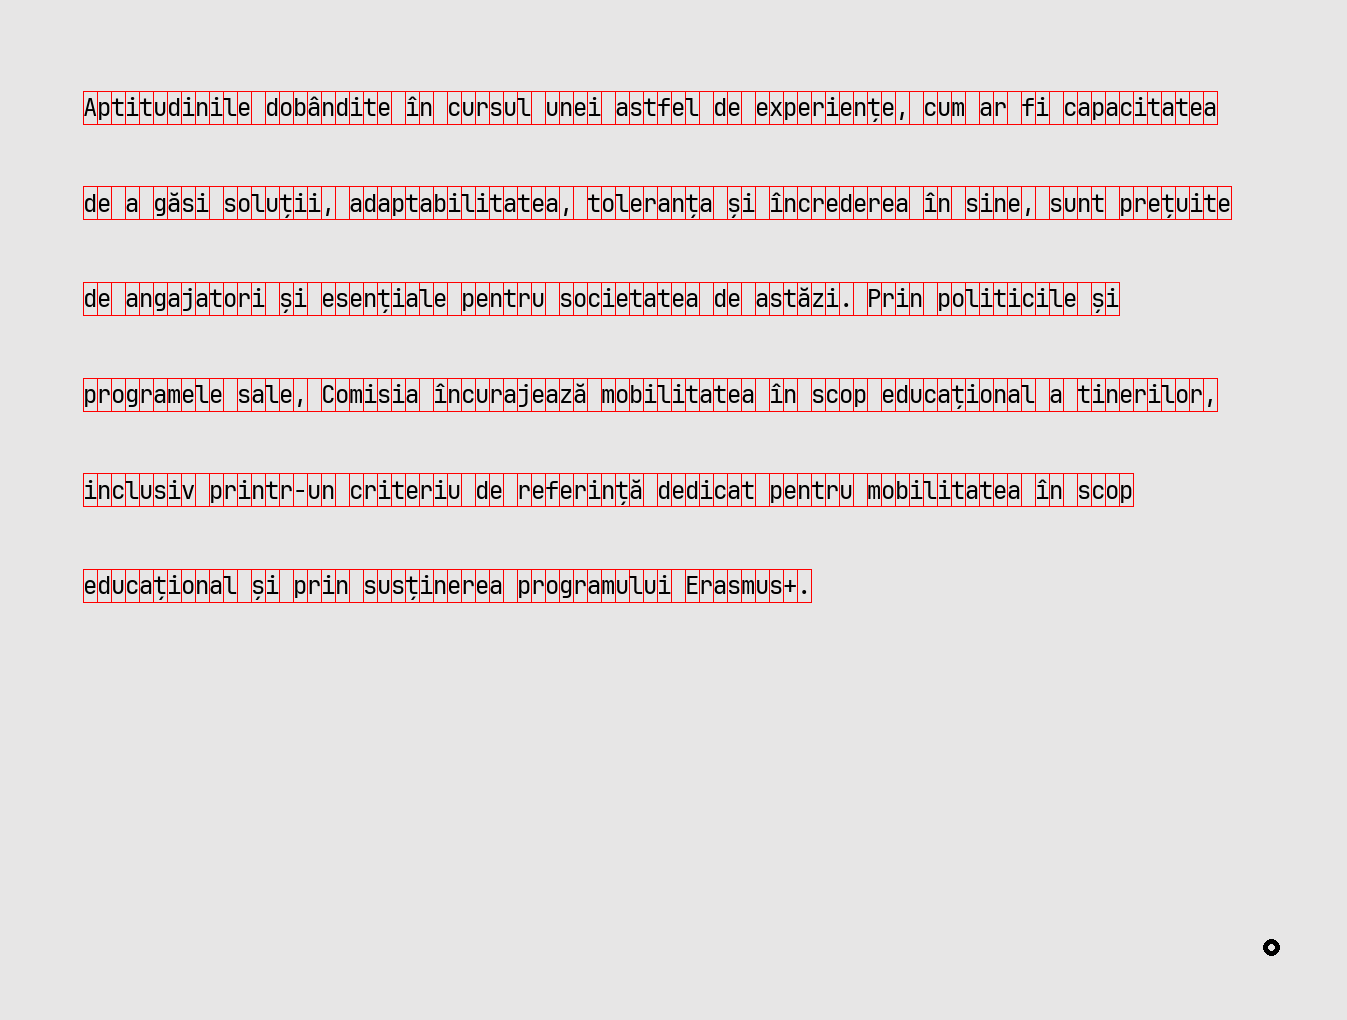 Aptitudinile dobândite în cursul unei astfel de experiențe, cum ar fi capacitatea
de a găsi soluții, adaptabilitatea, toleranța și încrederea în sine, sunt prețuite
de angajatori și esențiale pentru societatea de astăzi. Prin politicile și
programele sale, Comisia încurajează mobilitatea în scop educațional a tinerilor,
inclusiv printr-un criteriu de referință dedicat pentru mobilitatea în scop
educațional și prin susținerea programului Erasmus+.